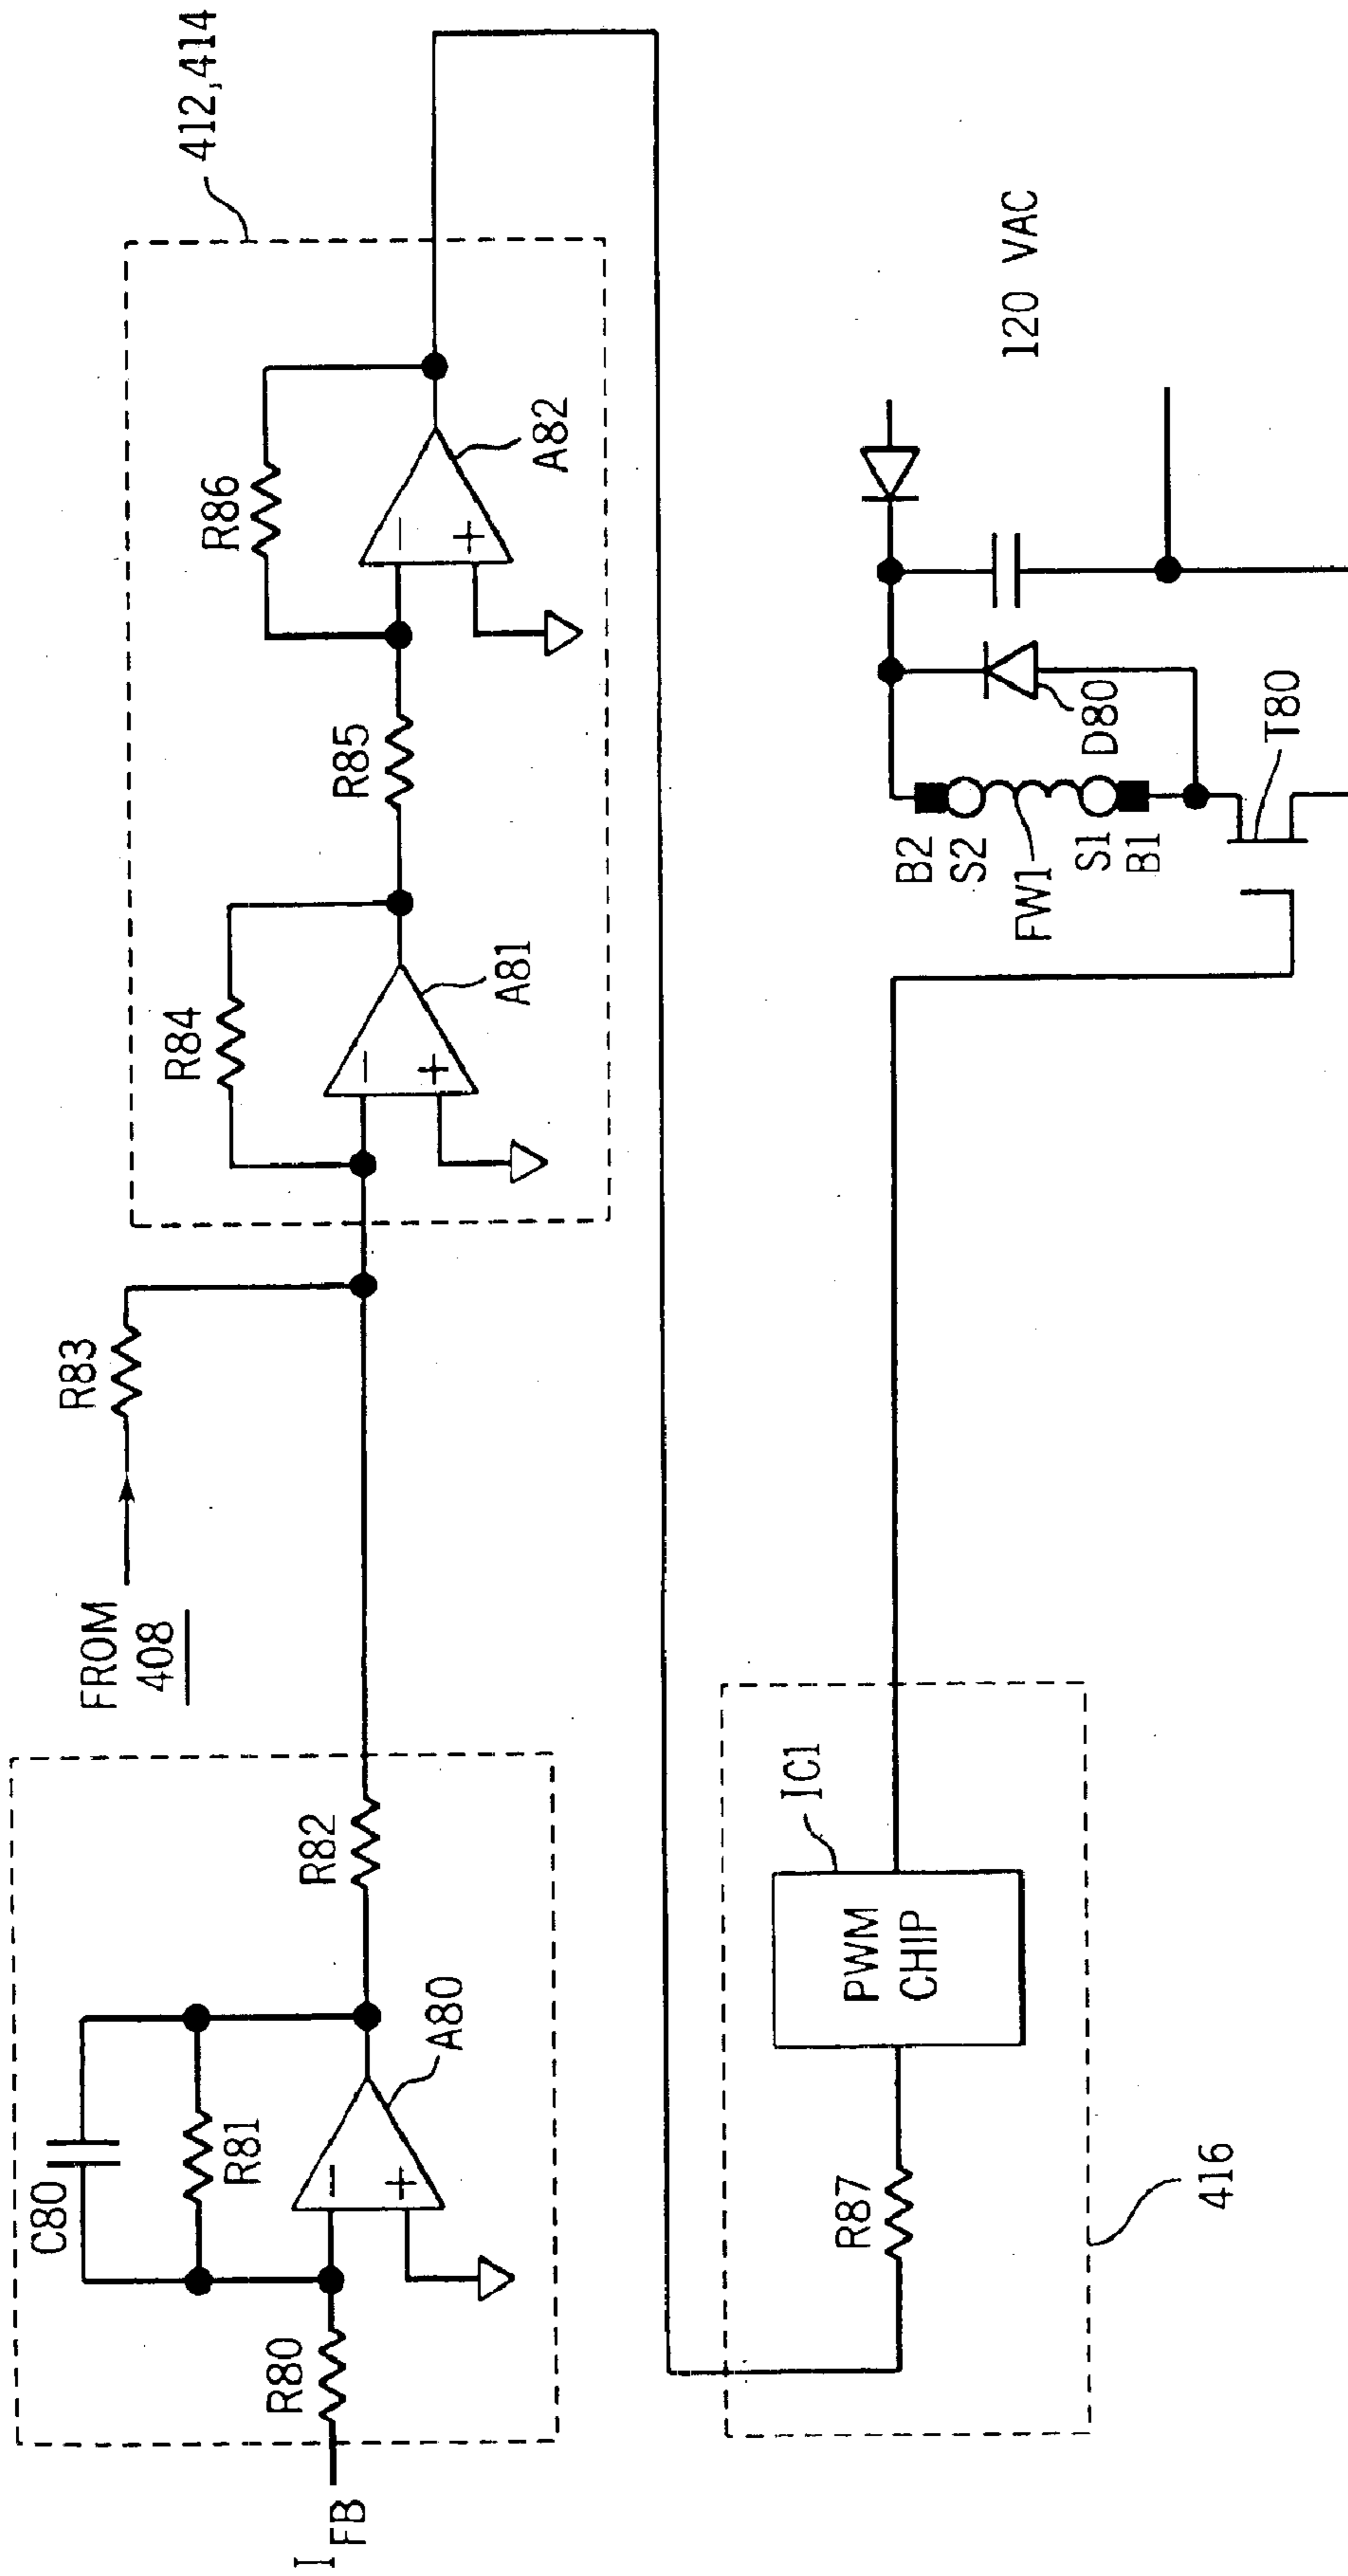 I FB
R80
C80
R81
A80
R82
FROM
408
R83
R84
A81
R85
R86
A82
412,414
R87
PWM
CHIP
IC1
416
B2
S2
FW1
S1
B1
D80
T80
120 VAC